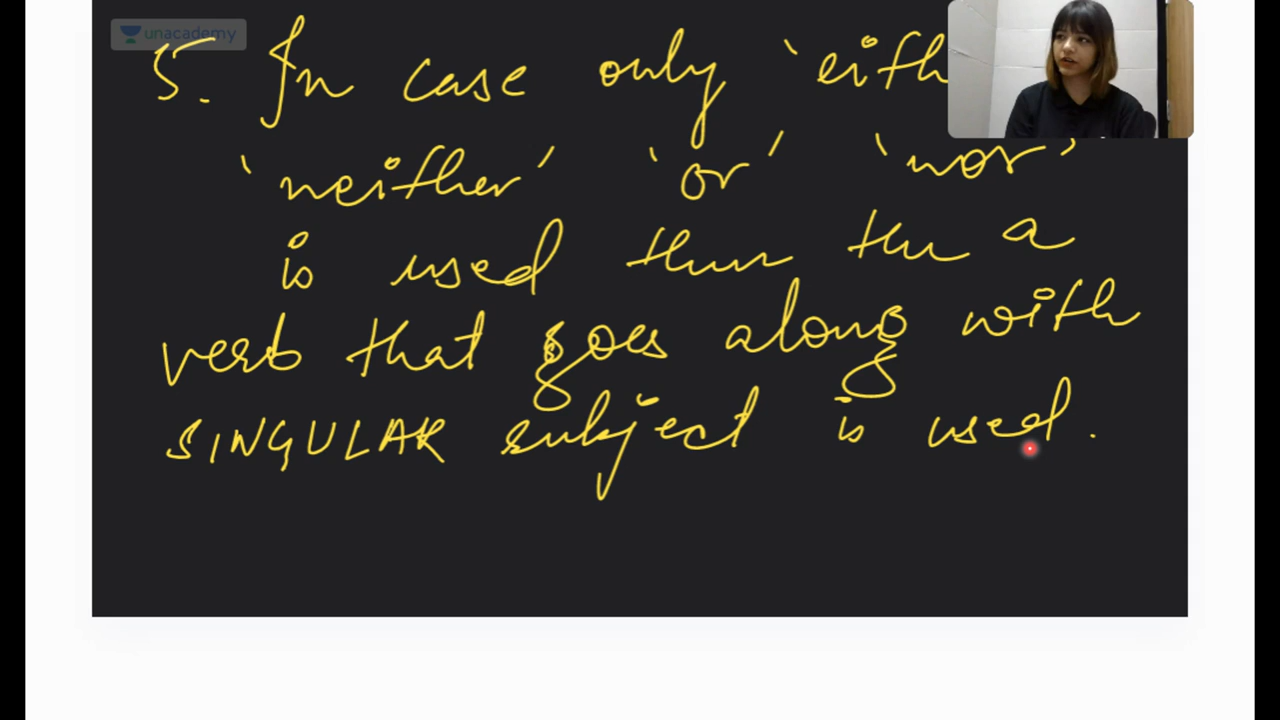 unacademy
5. In case only 'eith
'neither' 'or' 'nor'
is used then the a
verb that goes along with
SINGULAR subject is used.